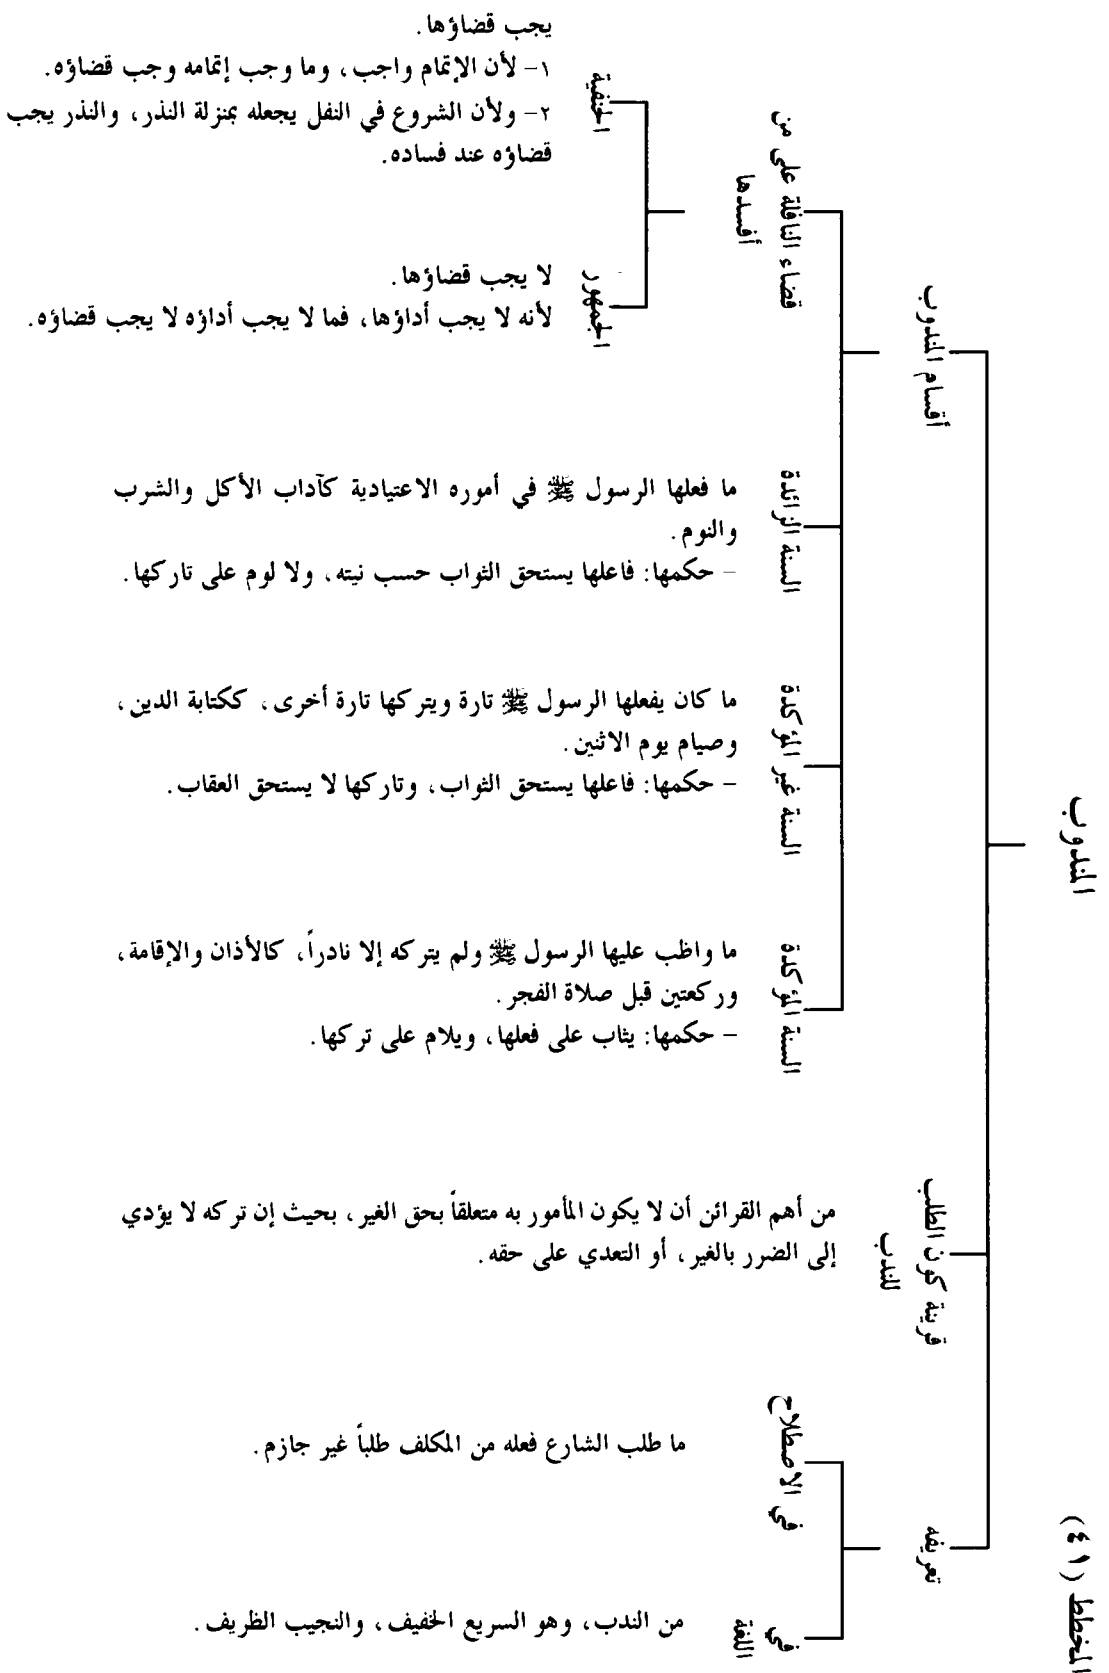 المخطط (٤١)
المندوب
تعريفه
في
اللغة
من الندب، وهو السريع الخفيف، والنجيب الظريف.
في الاصطلاح
ما طلب الشارع فعله من المكلف طلباً غير جازم.
قرينة كون الطلب
للندب
من أهم القرائن أن لا يكون المأمور به متعلقاً بحق الغير، بحيث إن تركه لا يؤدي
إلى الضرر بالغير، أو التعدي على حقه.
أقسام المندوب
السنة المؤكدة
ما واظب عليها الرسول ﷺ ولم يتركه إلا نادراً، كالأذان والإقامة،
وركعتين قبل صلاة الفجر.
– حكمها: يثاب على فعلها، ويلام على تركها.
السنة غير المؤكدة
ما كان يفعلها الرسول ﷺ تارة ويتركها تارة أخرى، ككتابة الدين،
وصيام يوم الاثنين.
– حكمها: فاعلها يستحق الثواب، وتاركها لا يستحق العقاب.
السنة الزائدة
ما فعلها الرسول ﷺ في أموره الاعتيادية كآداب الأكل والشرب
والنوم.
– حكمها: فاعلها يستحق الثواب حسب نيته، ولا لوم على تاركها.
قضاء النافلة على من
أفسدها
الجمهور
لا يجب قضاؤها.
لأنه لا يجب أداؤها، فما لا يجب أداؤه لا يجب قضاؤه.
الحنفية
يجب قضاؤها.
١– لأن الإتمام واجب، وما وجب إتمامه وجب قضاؤه.
٢– ولأن الشروع في النفل يجعله بمنزلة النذر، والنذر يجب
قضاؤه عند فساده.